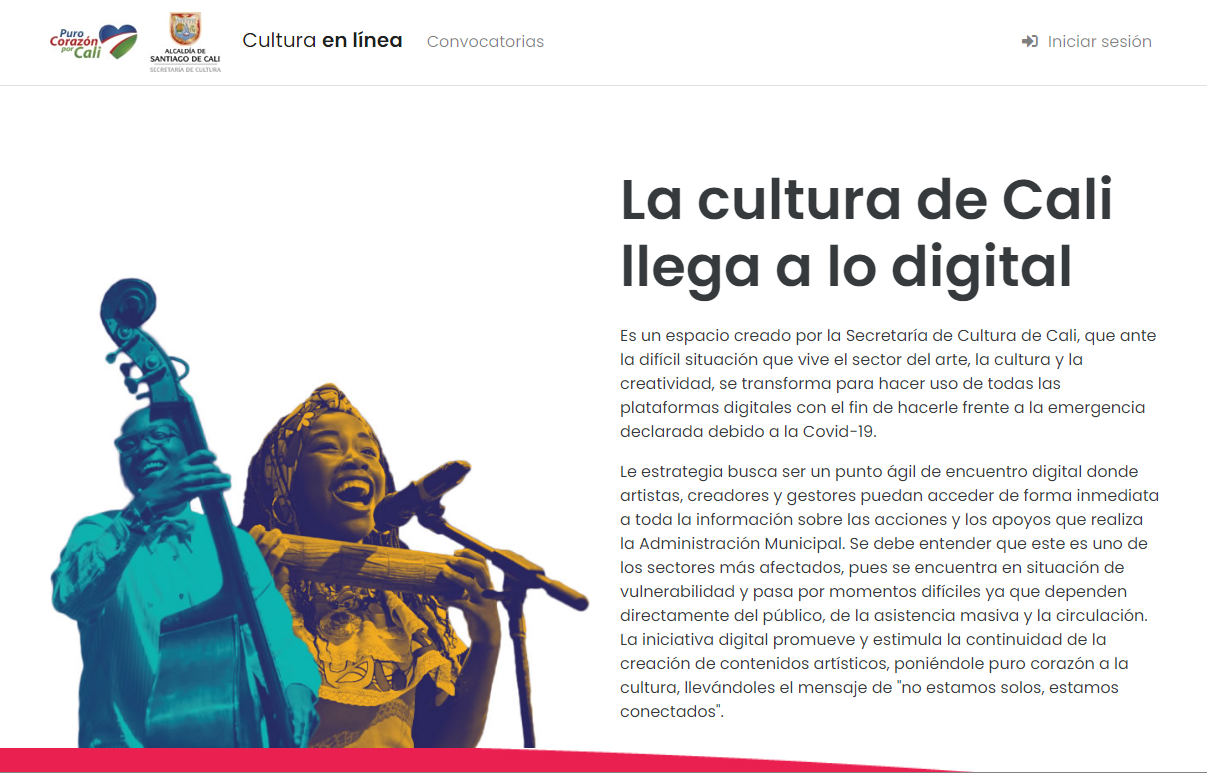 Puro
Corazón
por Cali
ALCALDÍA DE
SANTIAGO DE CALI
SECRETARÍA DE CULTURA
Cultura en línea
Convocatorias
Iniciar sesión
La cultura de Cali
llega a lo digital
Es un espacio creado por la Secretaría de Cultura de Cali, que ante
la difícil situación que vive el sector del arte, la cultura y la
creatividad, se transforma para hacer uso de todas las
plataformas digitales con el fin de hacerle frente a la emergencia
declarada debido a la Covid-19.
Le estrategia busca ser un punto ágil de encuentro digital donde
artistas, creadores y gestores puedan acceder de forma inmediata
a toda la información sobre las acciones y los apoyos que realiza
la Administración Municipal. Se debe entender que este es uno de
los sectores más afectados, pues se encuentra en situación de
vulnerabilidad y pasa por momentos difíciles ya que dependen
directamente del público, de la asistencia masiva y la circulación.
La iniciativa digital promueve y estimula la continuidad de la
creación de contenidos artísticos, poniéndole puro corazón a la
cultura, llevándoles el mensaje de "no estamos solos, estamos
conectados".